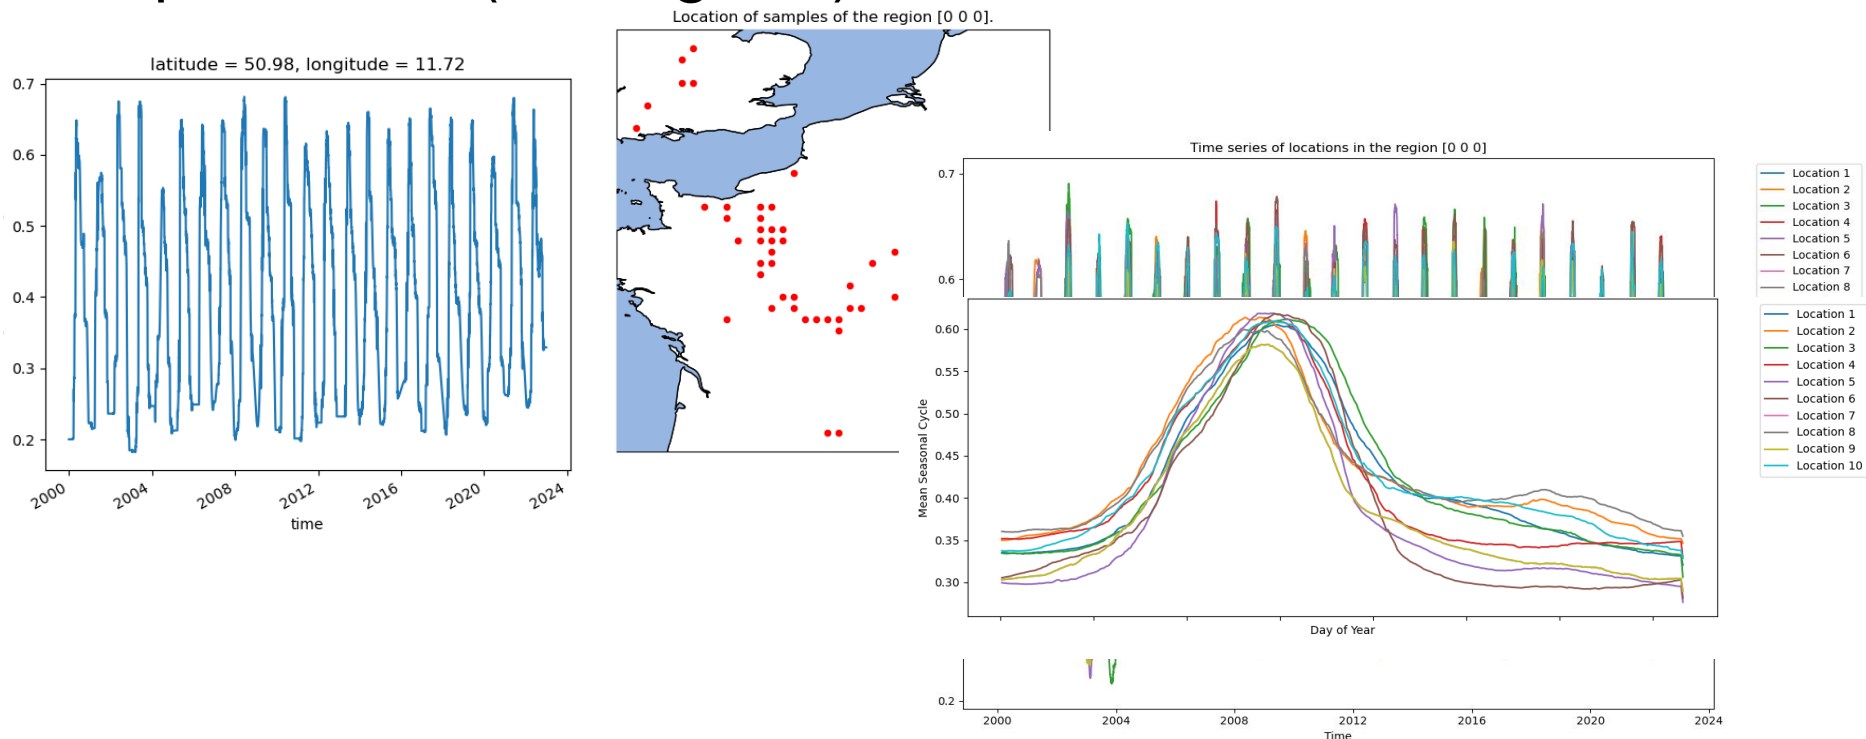 Location of samples of the region [0 0 0].
latitude = 50.98, longitude = 11.72
0.7
0.6
0.5
0.4
0.3
0.2
2000
2004
2008
2012
2016
2020
2024
time
Time series of locations in the region [0 0 0]
0.7
0.6
Location 1
Location 2
Location 3
Location 4
Location 5
Location 6
Location 7
Location 8
Mean Seasonal Cycle
0.60
0.55
0.50
0.45
0.40
0.35
0.30
Day of Year
Location 1
Location 2
Location 3
Location 4
Location 5
Location 6
Location 7
Location 8
Location 9
Location 10
0.2
2000
2004
2008
2012
2016
2020
2024
Time